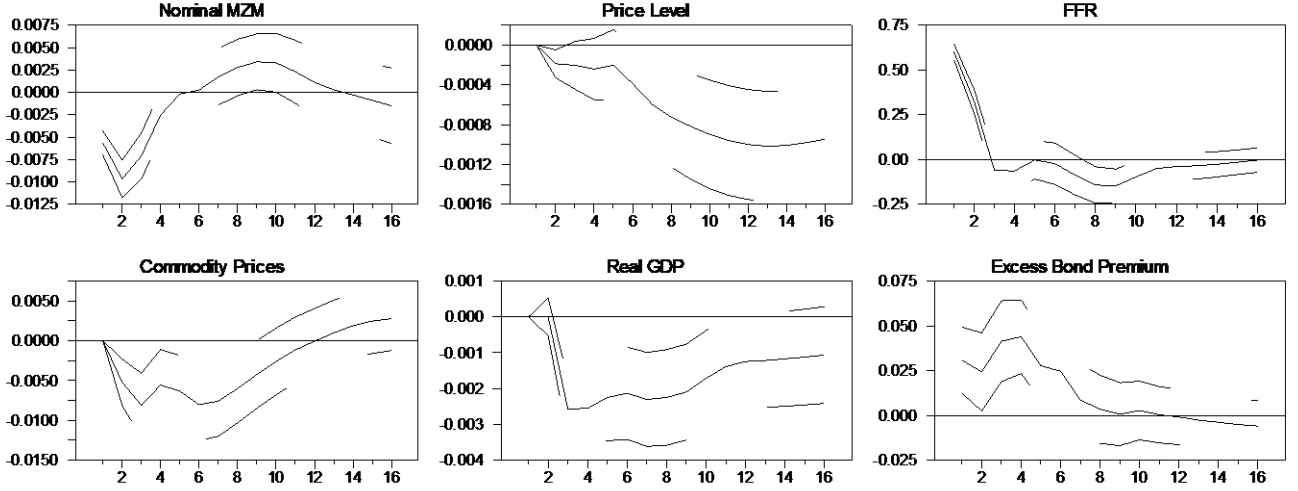 Nominal MZM
0.0075
0.0050
0.0025
0.0000
-0.0025
-0.0050
-0.0075
-0.0100
-0.0125
2 4 6 8 10 12 14 16
Price Level
0.0000
-0.0004
-0.0008
-0.0012
-0.0016
2 4 6 8 10 12 14 16
FFR
0.75
0.50
0.25
0.00
-0.25
2 4 6 8 10 12 14 16
Commodity Prices
0.0050
0.0000
-0.0050
-0.0100
-0.0150
2 4 6 8 10 12 14 16
Real GDP
0.001
0.000
-0.001
-0.002
-0.003
-0.004
2 4 6 8 10 12 14 16
Excess Bond Premium
0.075
0.050
0.025
0.000
-0.025
2 4 6 8 10 12 14 16